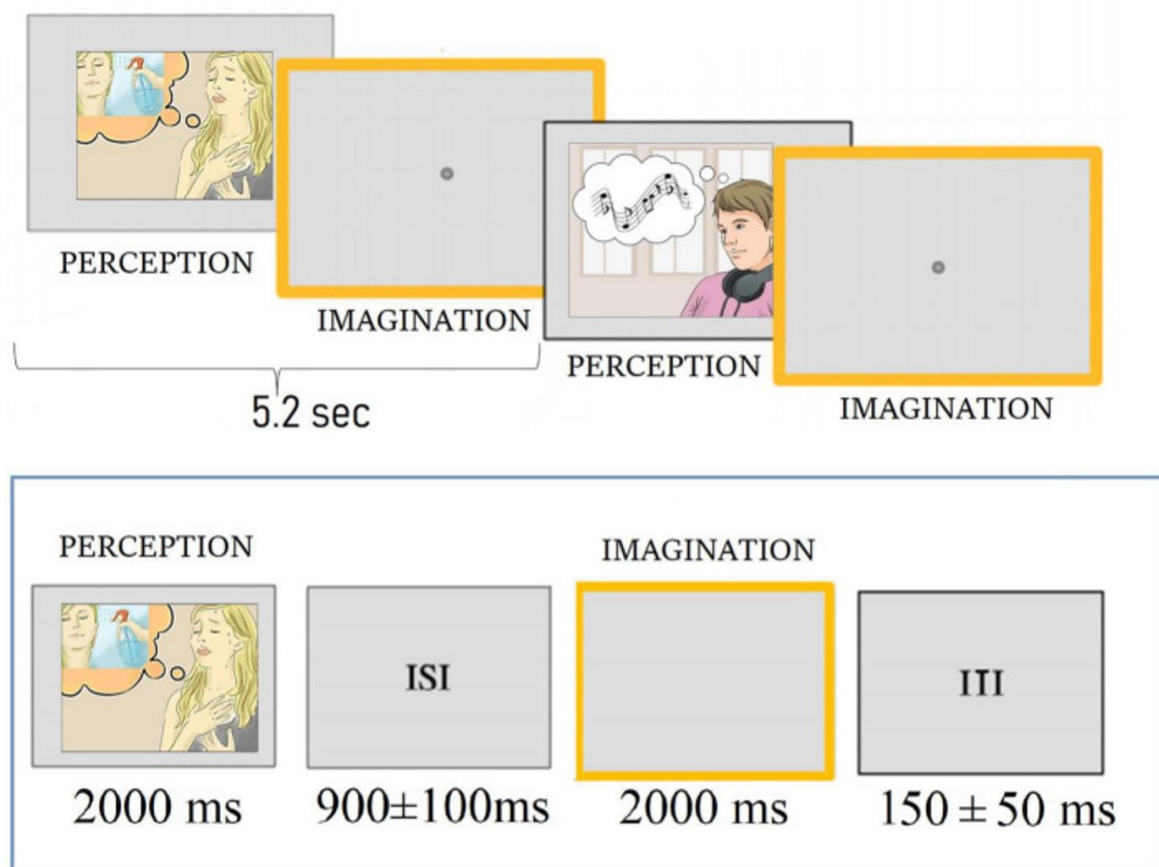 PERCEPTION
IMAGINATION
PERCEPTION
5.2 sec
IMAGINATION
PERCEPTION
IMAGINATION
ISI
ITI
2000 ms
900±100ms
2000 ms
150 ± 50 ms